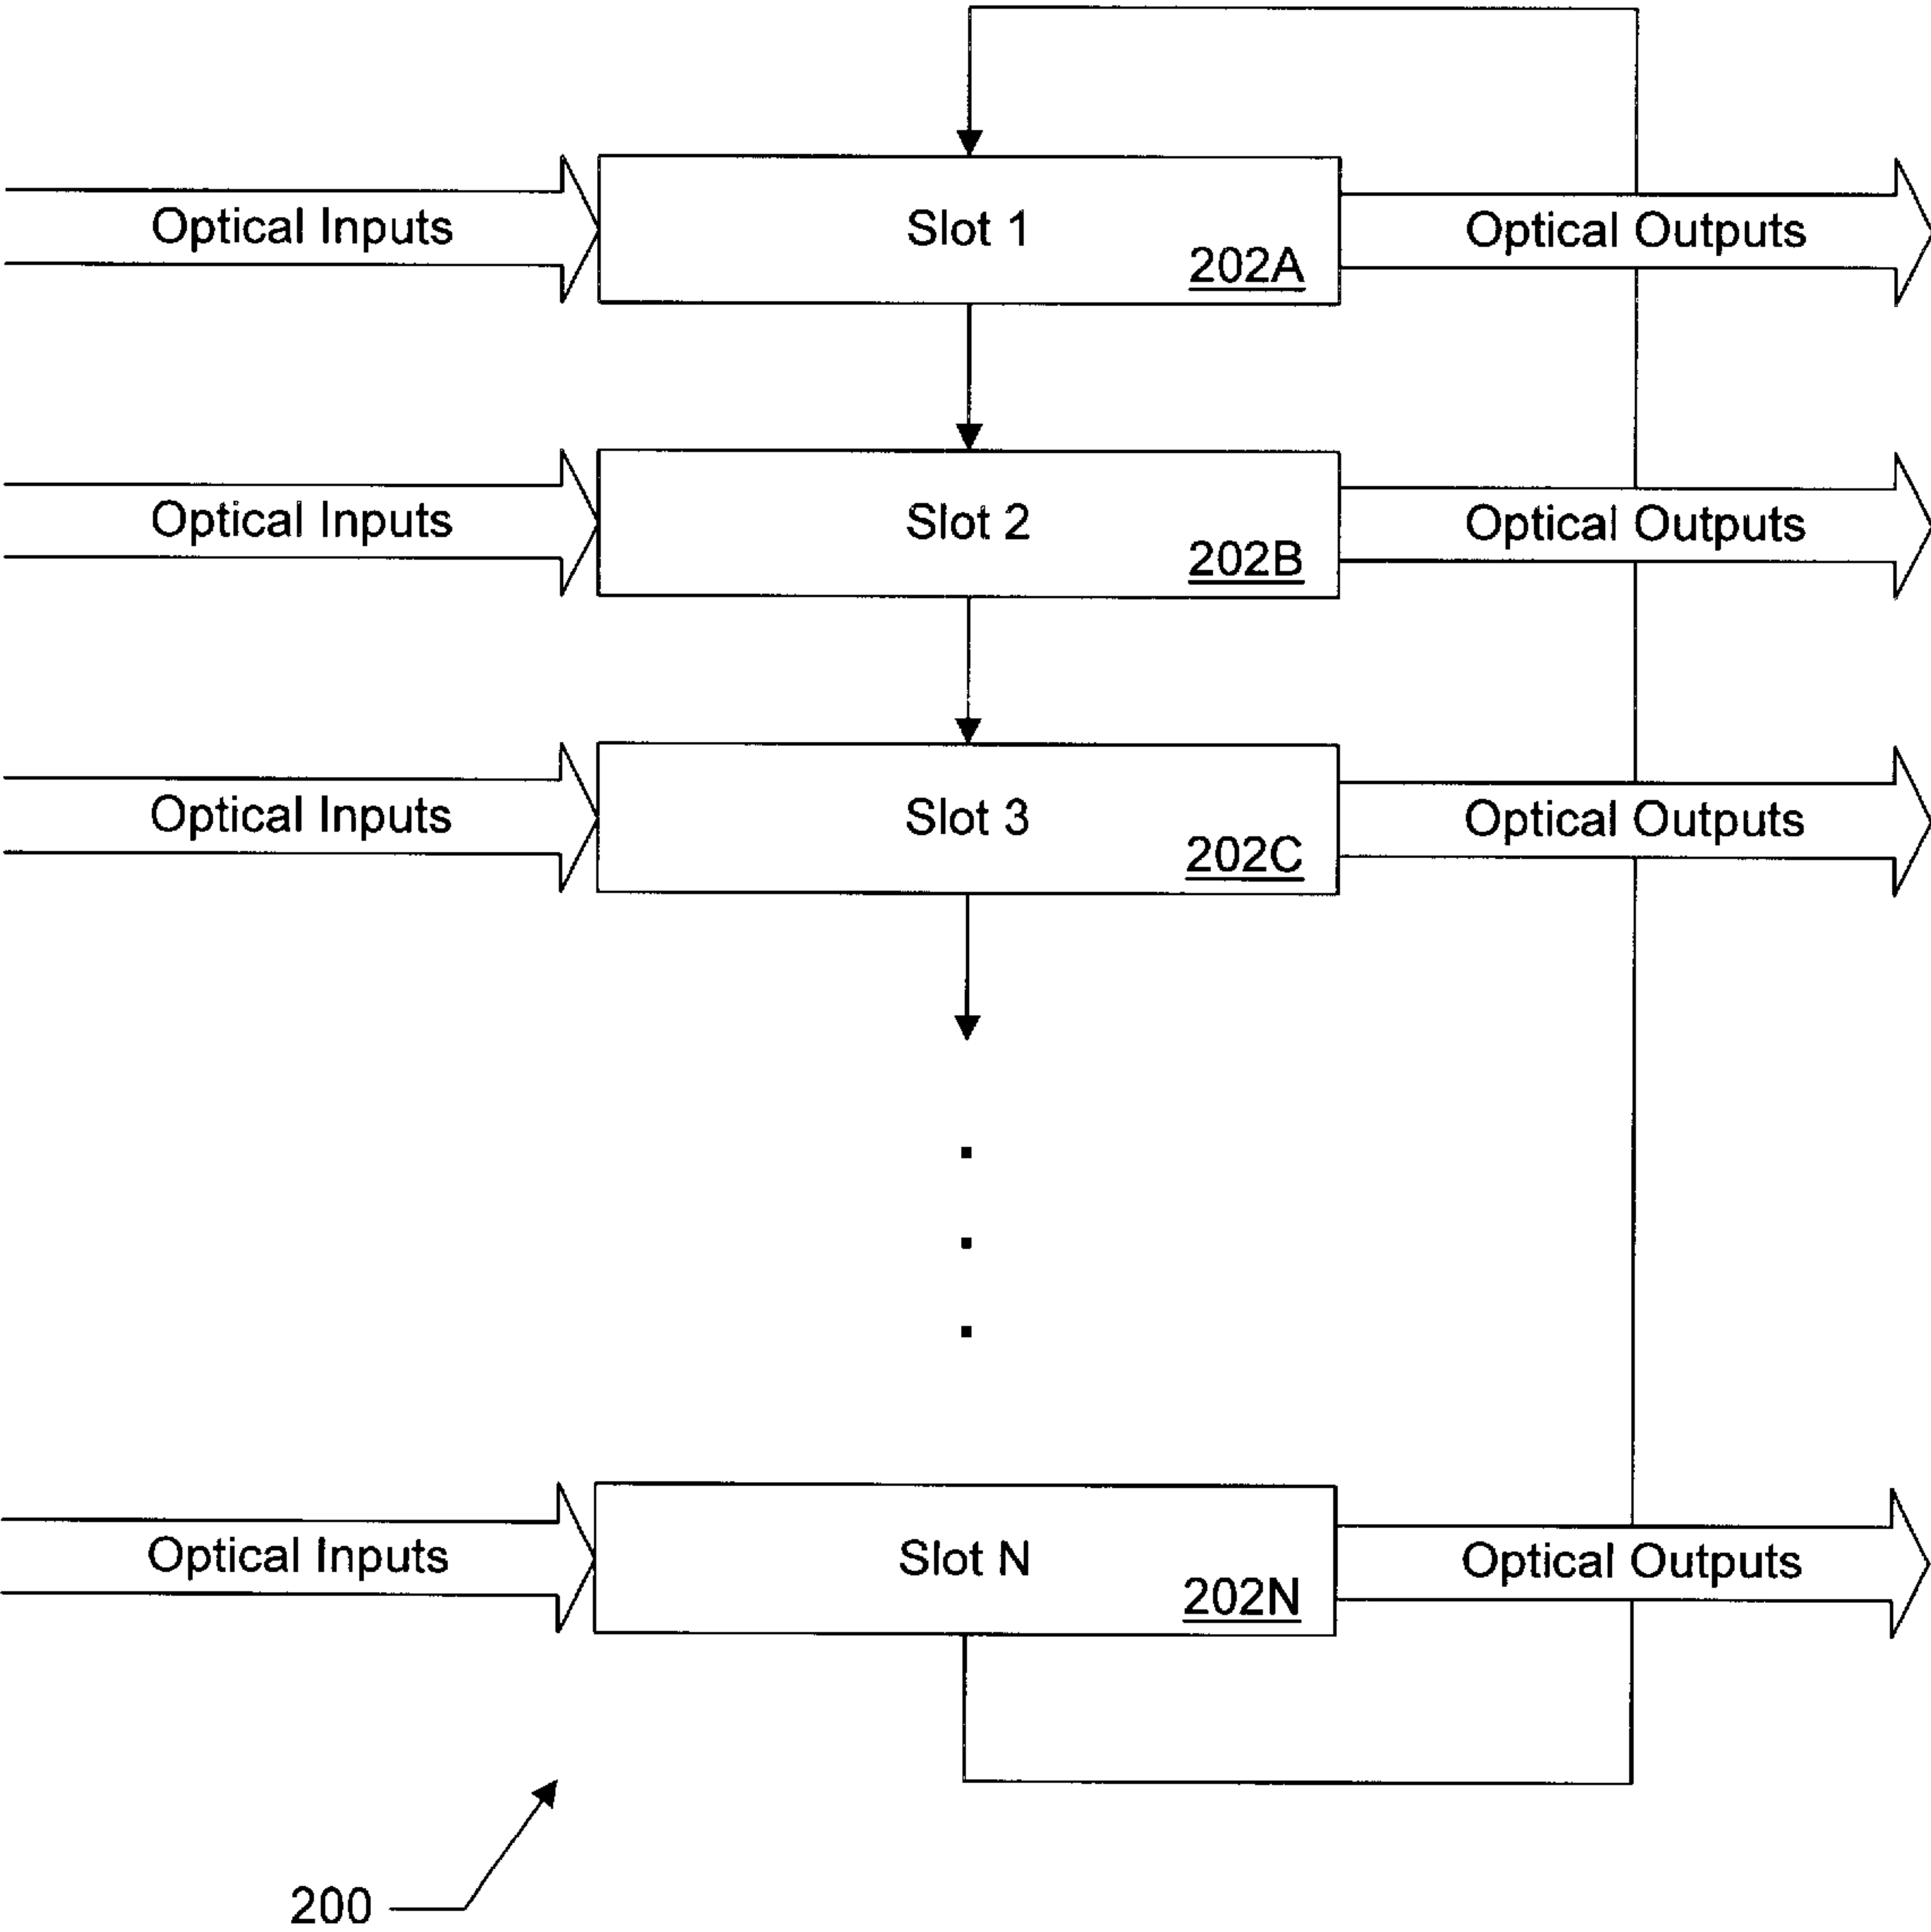 Optical Inputs
Slot 1
202A
Optical Outputs
Optical Inputs
Slot 2
202B
Optical Outputs
Optical Inputs
Slot 3
202C
Optical Outputs
Optical Inputs
Slot N
202N
Optical Outputs
200